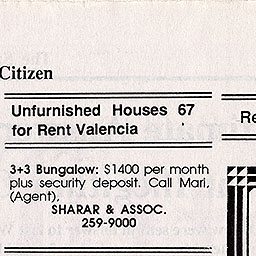 Citizen
Unfurnished Houses 67
for Rent Valencia
Re
3+3 Bungalow: $1400 per month
plus security deposit. Call Mari,
(Agent),
SHARAR & ASSOC.
259-9000